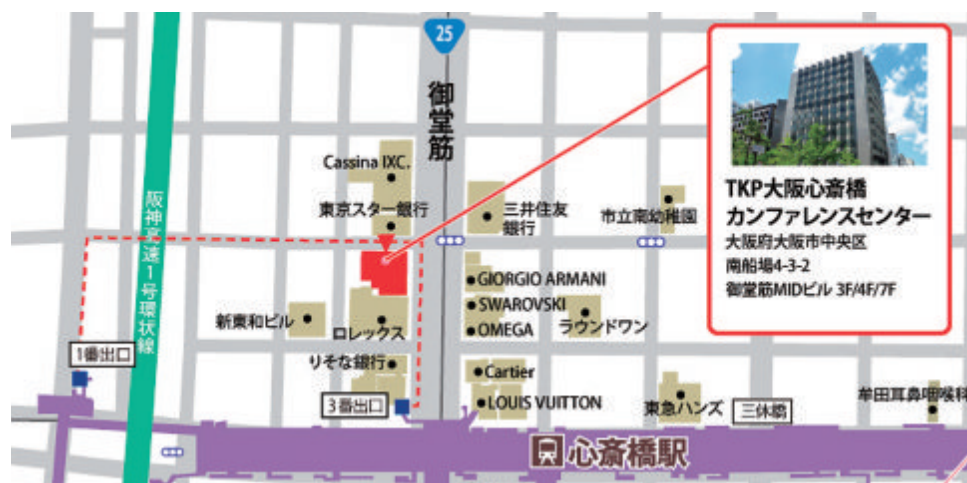 25
御堂筋
Cassina IXC.
東京スター銀行
三井住友
銀行
市立南幼稚園
TKP大阪心斎橋
カンファレンスセンター
大阪府大阪市中央区
南船場4-3-2
御堂筋MIDビル 3F/4F/7F
阪神高速1号環状線
GIORGIO ARMANI
SWAROVSKI
OMEGA
新東和ビル
ロレックス
ラウンドワン
1番出口
りそな銀行
Cartier
3番出口
LOUIS VUITTON
東急ハンズ
三休橋
牟田耳鼻咽喉科
心斎橋駅